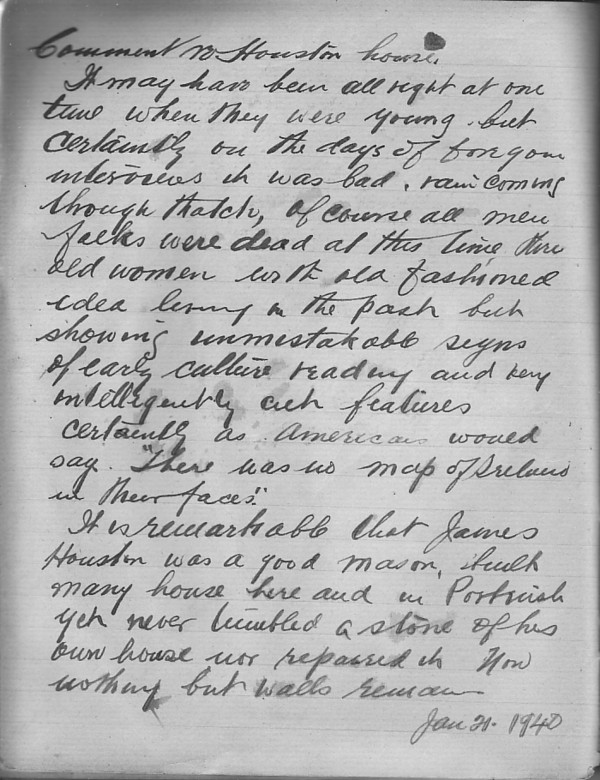 Comment re Houston house.
It may have been all right at one
time when they were young. but
certainly on the days of foregoing
interviews it was bad, rain coming
through thatch, of course all men
folks were dead at this time three
old women with old fashioned
idea living in the past but
showing unmistakable signs
of early culture reading and very
intelligently cut features
certainly as Americans would
say. "There was no map of Ireland
in their faces".
It is remarkable that James
Houston was a good mason, built
many house here and in Portrush
yet never tumbled a stone of his
own house nor repaired it Now
nothing but walls remain
Jan 21. 1940